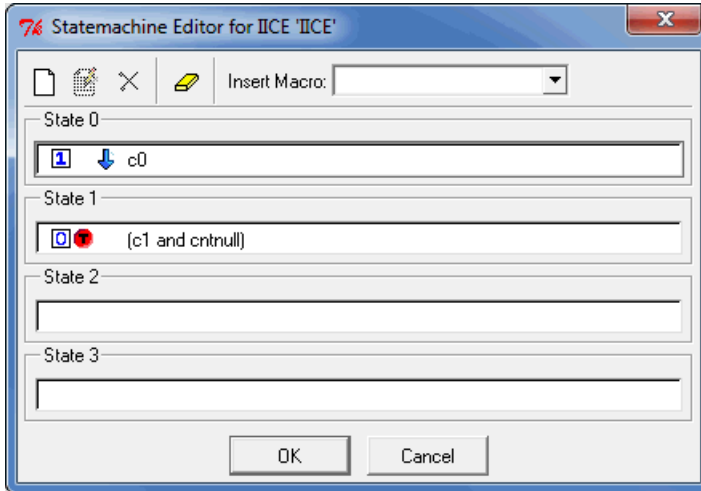 Statemachine Editor for IICE 'IICE'
Insert Macro:
State 0
1 c0
State 1
0 T (c1 and cntnull)
State 2
State 3
OK Cancel